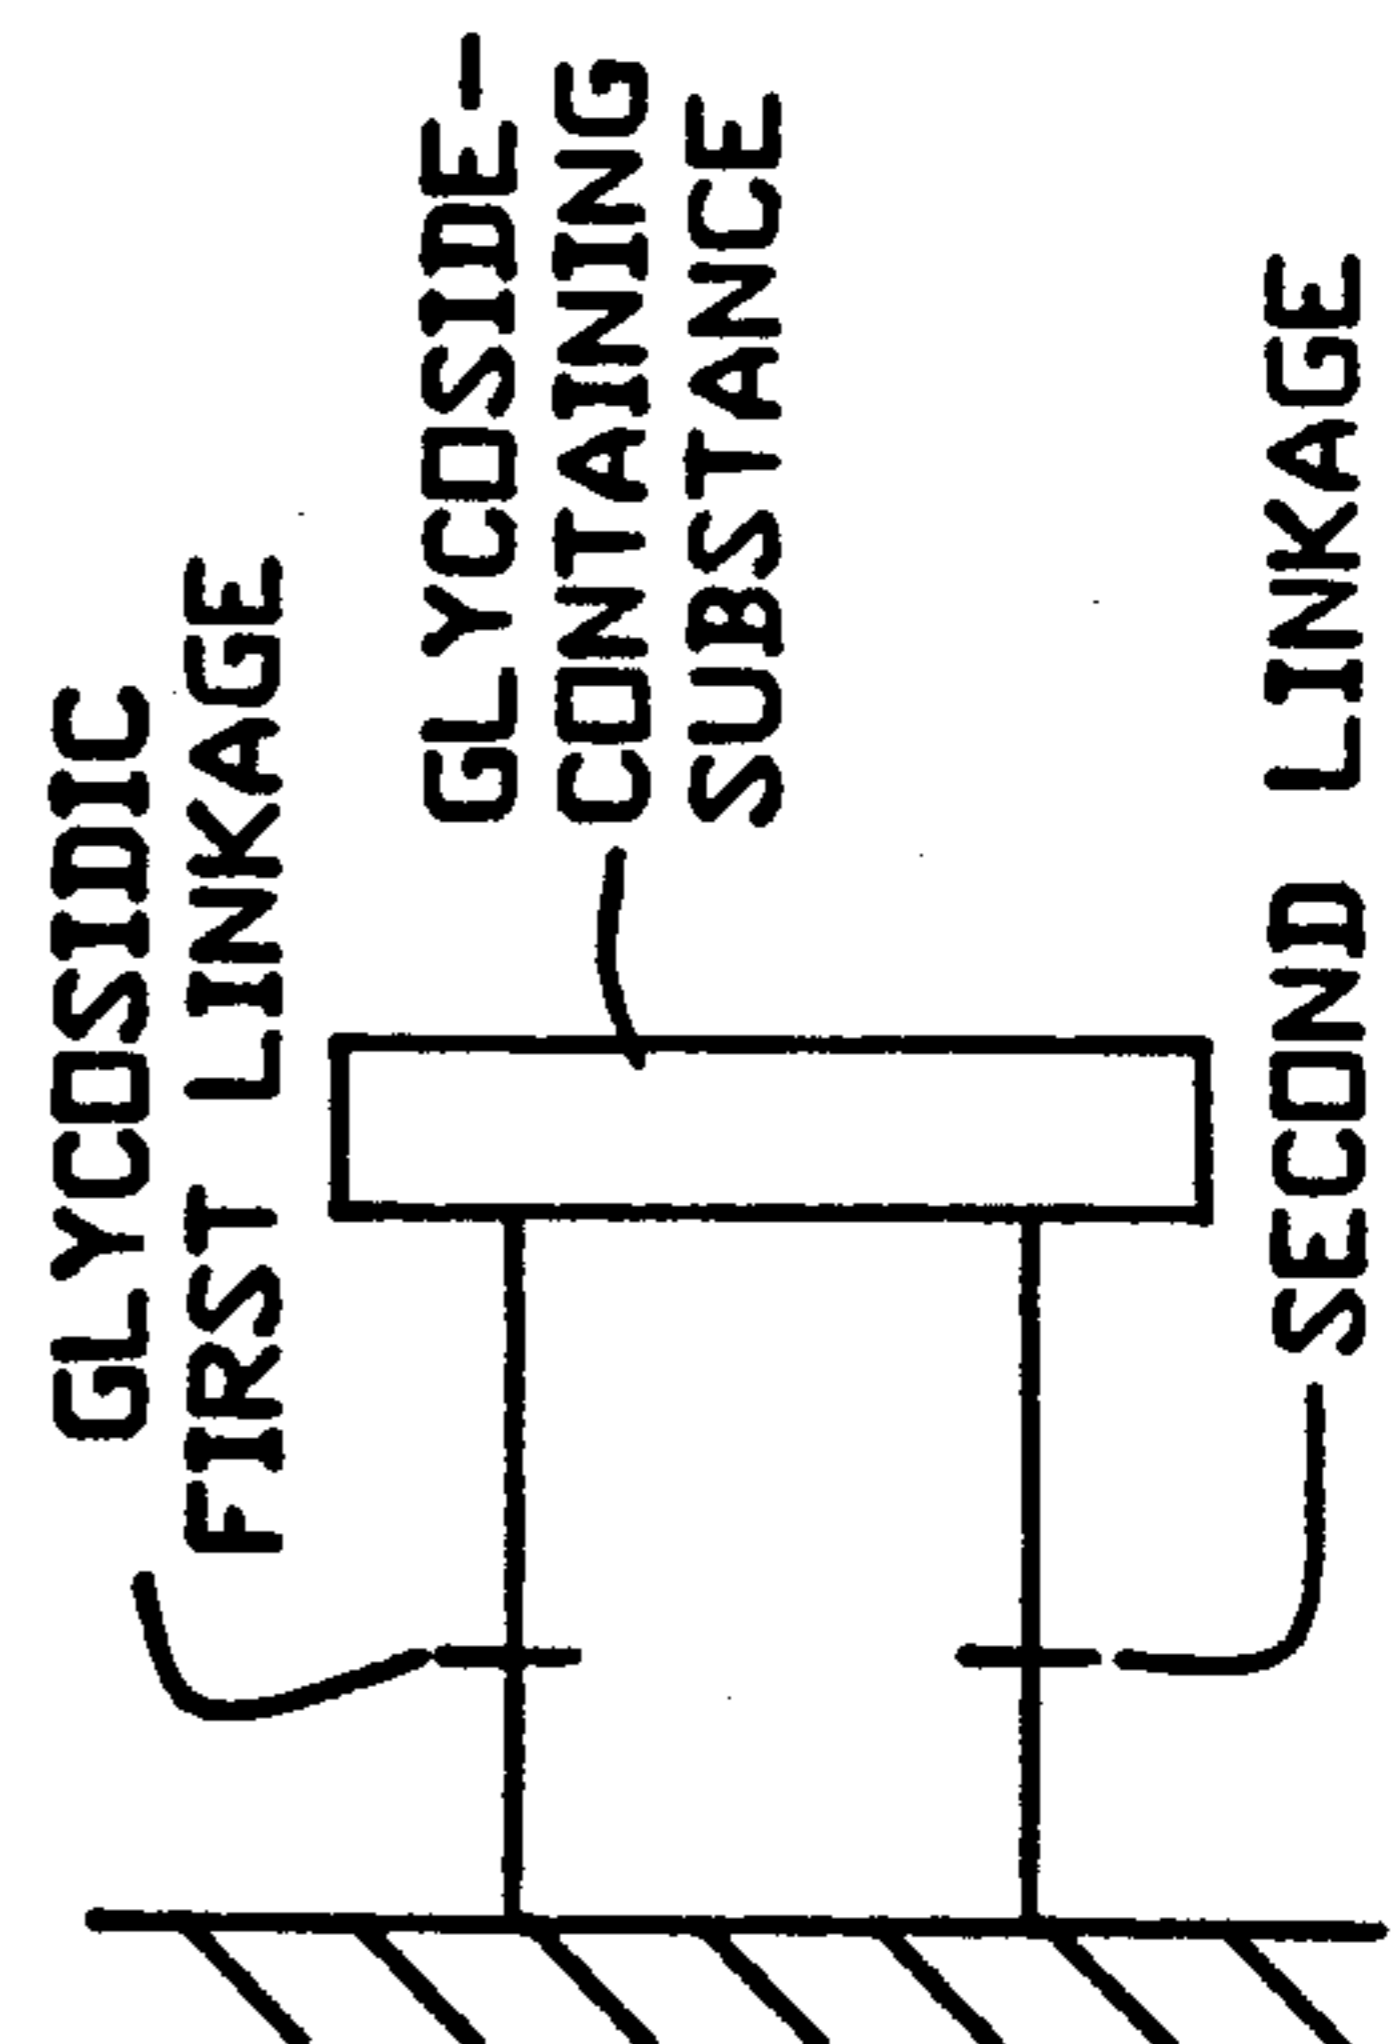 GLYCOSIDIC
FIRST LINKAGE
GLYCOSIDE-
CONTAINING
SUBSTANCE
SECOND LINKAGE